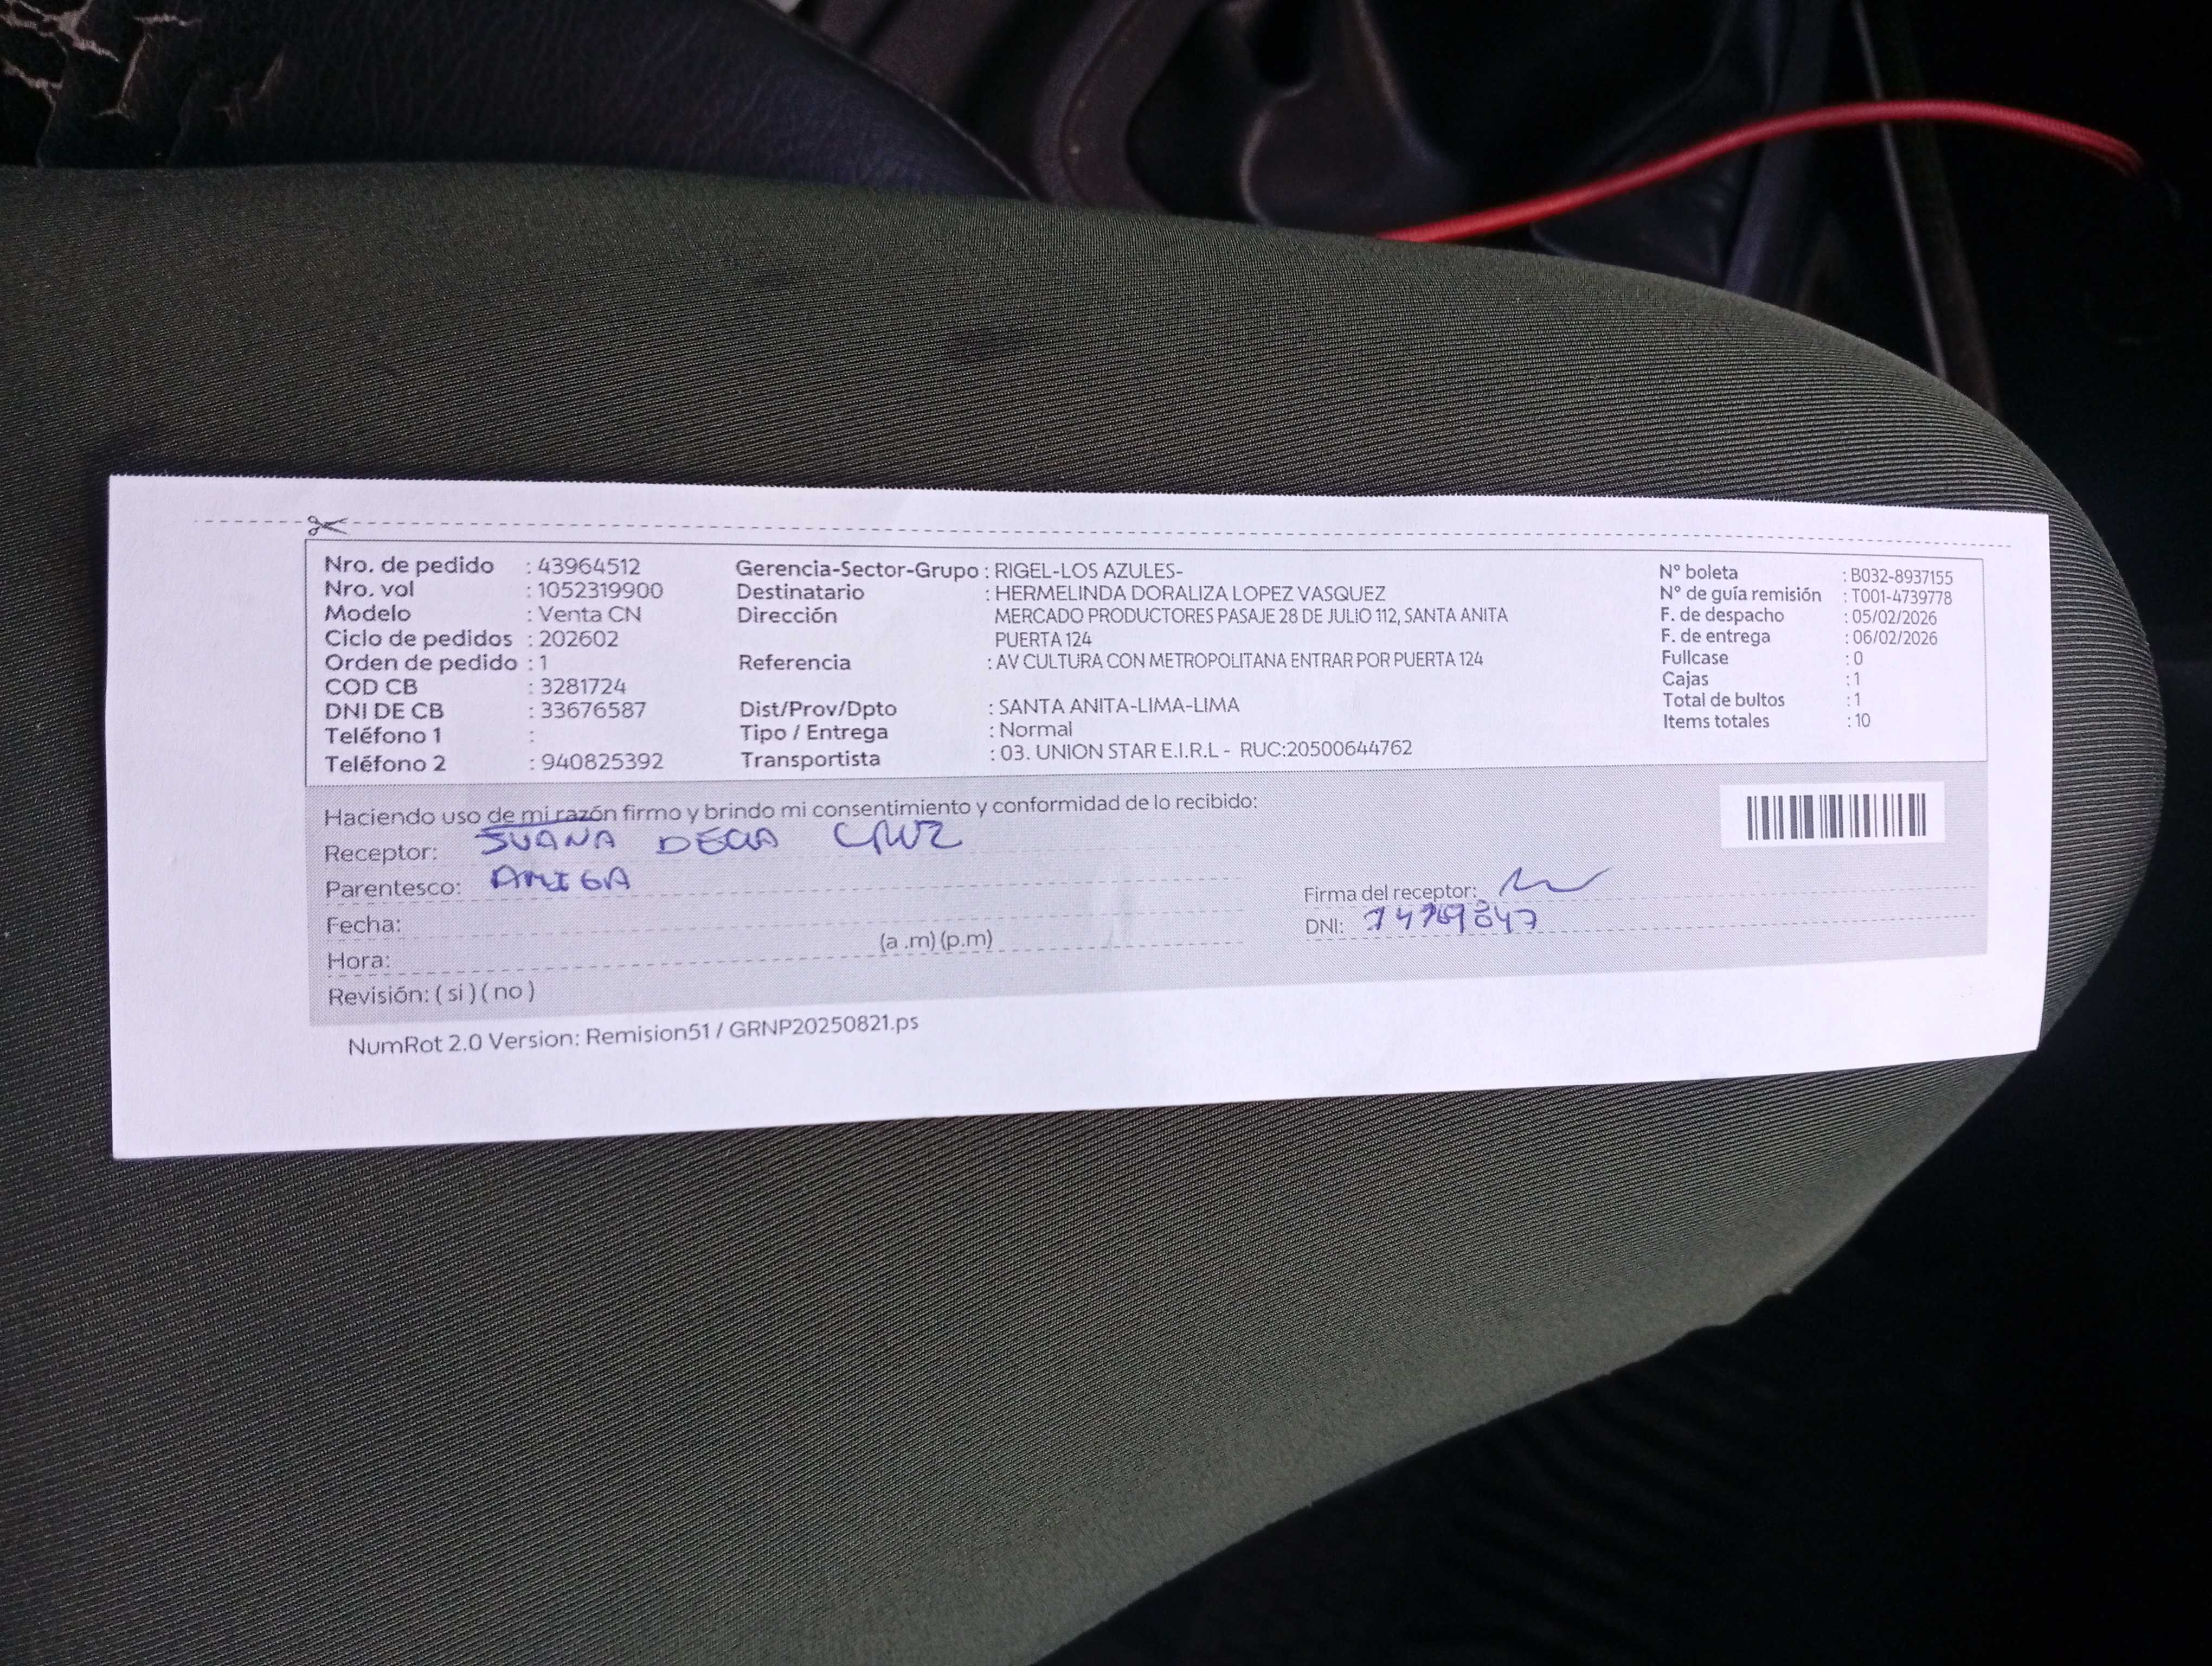 Nro. de pedido : 43964512
Nro. vol : 1052319900
Modelo : Venta CN
Ciclo de pedidos : 202602
Orden de pedido : 1
COD CB : 3281724
DNI DE CB : 33676587
Teléfono 1 :
Teléfono 2 : 940825392
Gerencia-Sector-Grupo : RIGEL-LOS AZULES-
Destinatario : HERMELINDA DORALIZA LOPEZ VASQUEZ
Dirección MERCADO PRODUCTORES PASAJE 28 DE JULIO 112, SANTA ANITA
PUERTA 124
Referencia : AV CULTURA CON METROPOLITANA ENTRAR POR PUERTA 124
Dist/Prov/Dpto : SANTA ANITA-LIMA-LIMA
Tipo / Entrega : Normal
Transportista : 03. UNION STAR E.I.R.L - RUC:20500644762
N° boleta : B032-8937155
N° de guía remisión : T001-4739778
F. de despacho : 05/02/2026
F. de entrega : 06/02/2026
Fullcase : 0
Cajas : 1
Total de bultos : 1
Items totales : 10
Haciendo uso de mi razón firmo y brindo mi consentimiento y conformidad de lo recibido:
Receptor: JUANA DE LA CRUZ
Parentesco: AMIGA
Fecha:
Hora: (a .m) (p.m)
Revisión: ( si ) ( no )
Firma del receptor:
DNI:
NumRot 2.0 Version: Remision51 / GRNP20250821.ps